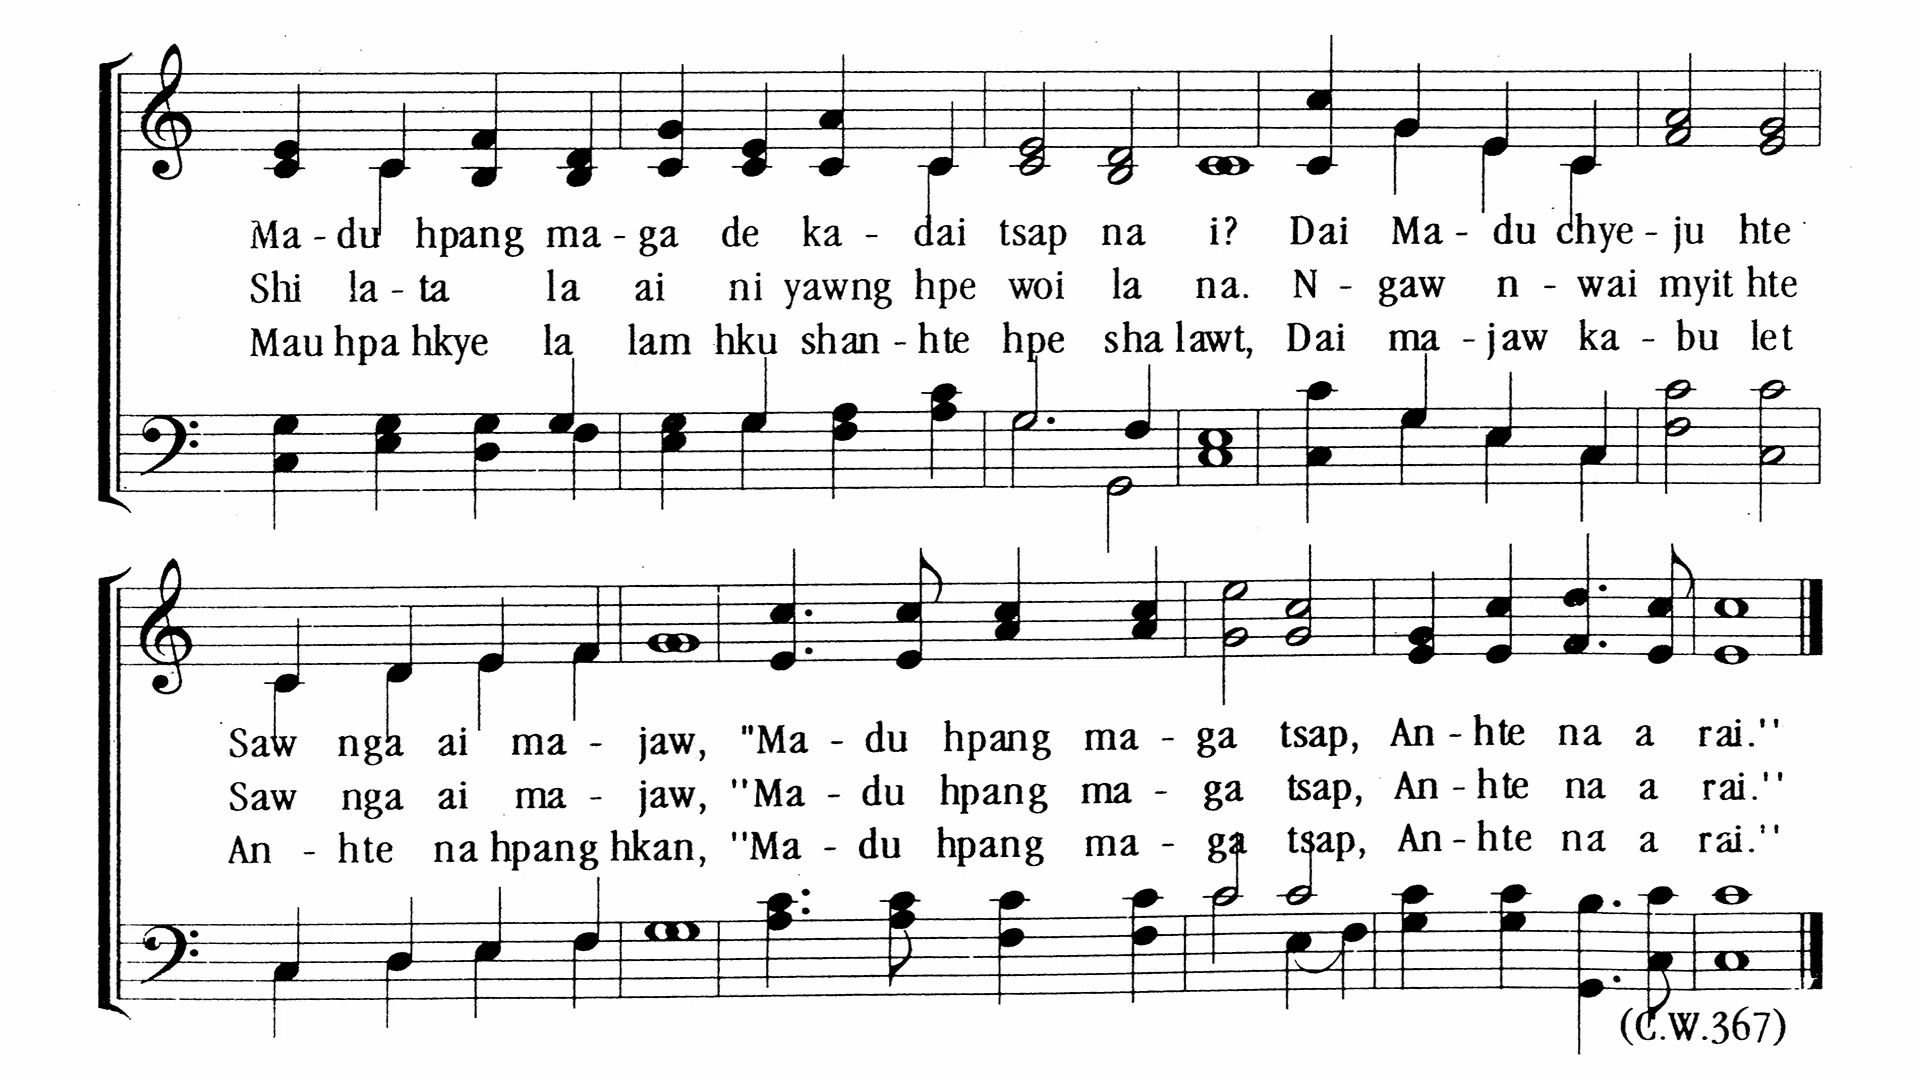 Ma - du hpang ma - ga de ka - dai tsap na i? Dai Ma - du chye - ju hte
Shi la - ta la ai ni yawng hpe woi la na. N - gaw n - wai myit hte
Mau hpa hkye la lam hku shan - hte hpe sha lawt, Dai ma - jaw ka - bu let
Saw nga ai ma - jaw, "Ma - du hpang ma - ga tsap, An - hte na a rai.''
Saw nga ai ma - jaw, ''Ma - du hpang ma - ga tsap, An - hte na a rai.''
An - hte na hpang hkan, ''Ma - du hpang ma - ga tsap, An - hte na a rai.''
(C.W.367)